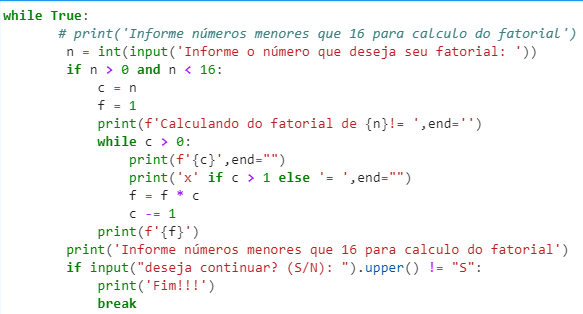 while True:
# print('Informe números menores que 16 para calculo do fatorial')
n = int(input('Informe o número que deseja seu fatorial: '))
if n > 0 and n < 16:
c = n
f = 1
print(f'Calculando do fatorial de {n}!= ',end='')
while c > 0:
print(f'{c}',end="")
print('x' if c > 1 else '= ',end="")
f = f * c
c -= 1
print(f'{f}')
print('Informe números menores que 16 para calculo do fatorial')
if input("deseja continuar? (S/N): ").upper() != "S":
print('Fim!!!')
break